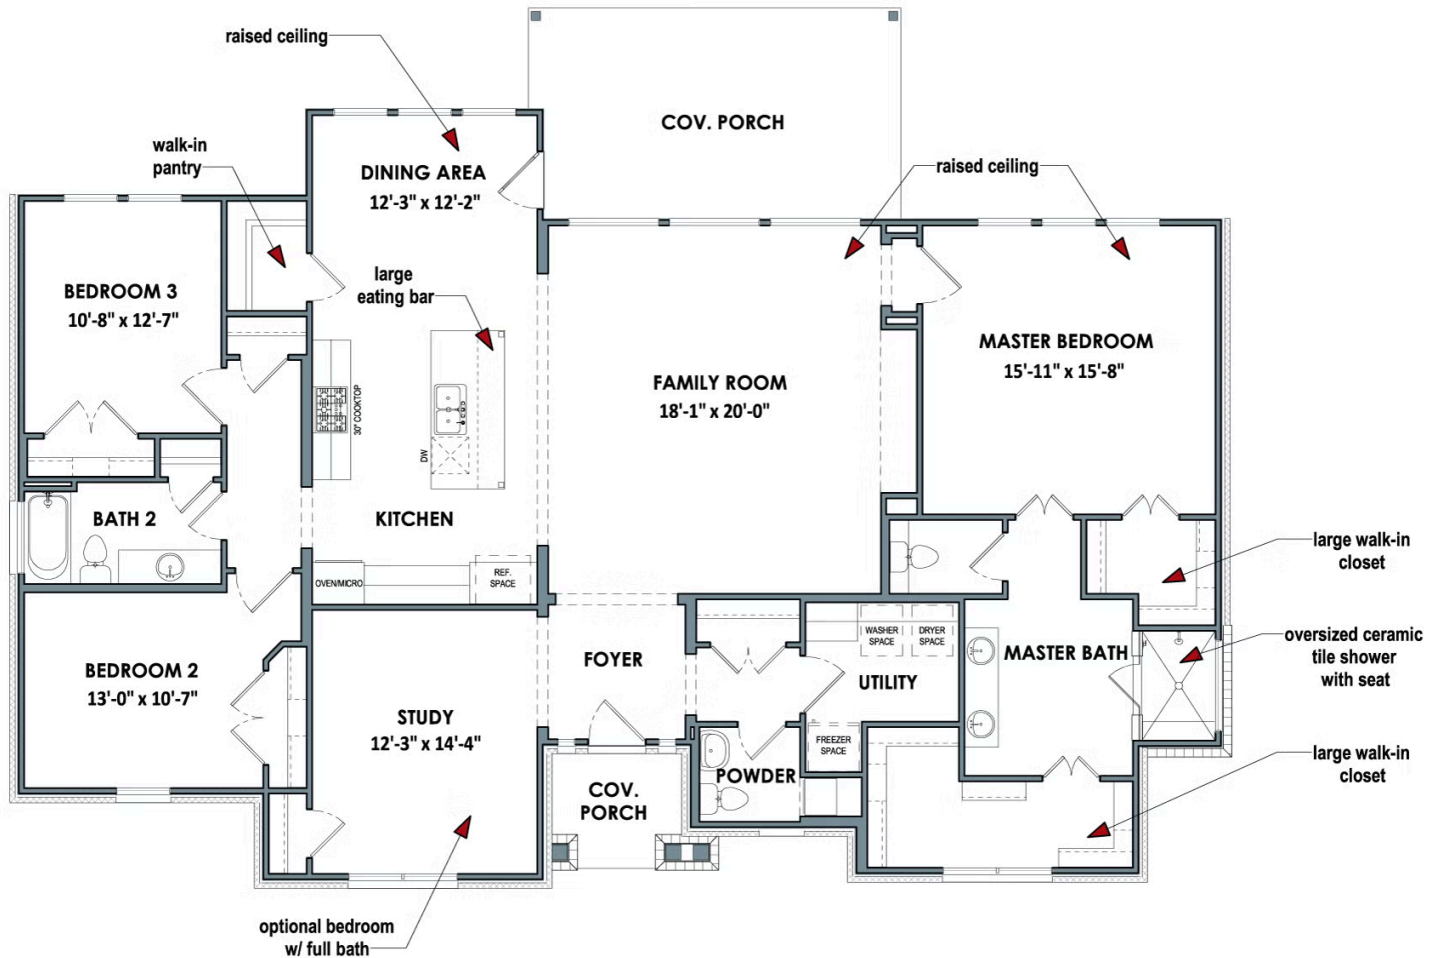 raised ceiling
COV. PORCH
walk-in
pantry
DINING AREA
12'-3" x 12'-2"
raised ceiling
large
eating bar
BEDROOM 3
10'-8" x 12'-7"
MASTER BEDROOM
15'-11" x 15'-8"
FAMILY ROOM
18'-1" x 20'-0"
30" COOKTOP
DW
BATH 2
KITCHEN
large walk-in
closet
OVEN/MICRO
REF.
SPACE
WASHER
SPACE
DRYER
SPACE
oversized ceramic
tile shower
with seat
FOYER
MASTER BATH
BEDROOM 2
13'-0" x 10'-7"
UTILITY
STUDY
12'-3" x 14'-4"
FREEZER
SPACE
POWDER
large walk-in
closet
COV.
PORCH
optional bedroom
w/ full bath